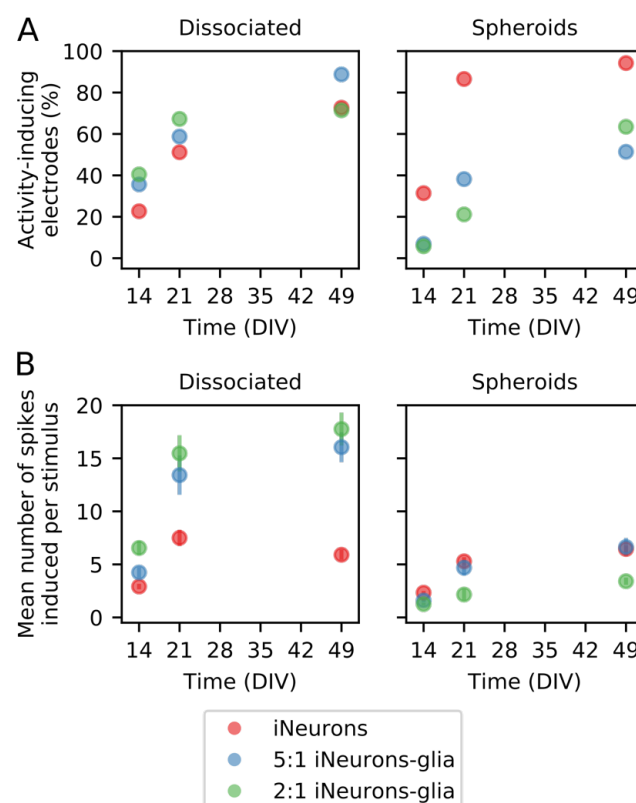 A
Dissociated
Spheroids
Activity-inducing
electrodes (%)
100
80
60
40
20
0
14 21 28 35 42 49
14 21 28 35 42 49
Time (DIV)
Time (DIV)
B
Dissociated
Spheroids
Mean number of spikes
induced per stimulus
20
15
10
5
0
14 21 28 35 42 49
14 21 28 35 42 49
Time (DIV)
Time (DIV)
iNeurons
5:1 iNeurons-glia
2:1 iNeurons-glia